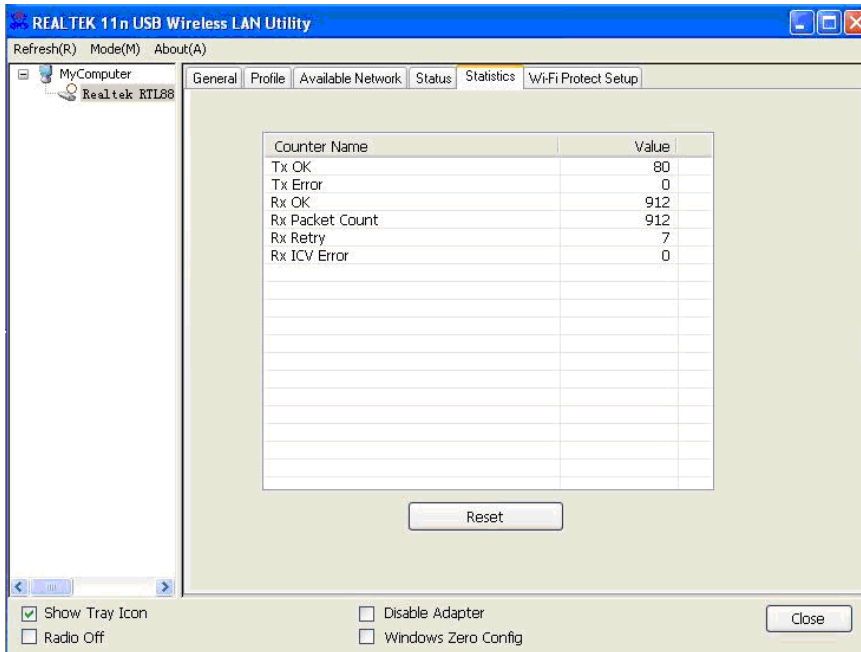 REALTEK 11n USB Wireless LAN Utility
Refresh(R) Mode(M) About(A)
MyComputer
Realtek RTL88
General Profile Available Network Status Statistics Wi-Fi Protect Setup
Counter Name Value
Tx OK 80
Tx Error 0
Rx OK 912
Rx Packet Count 912
Rx Retry 7
Rx ICV Error 0
Reset
Show Tray Icon Disable Adapter Close
Radio Off Windows Zero Config